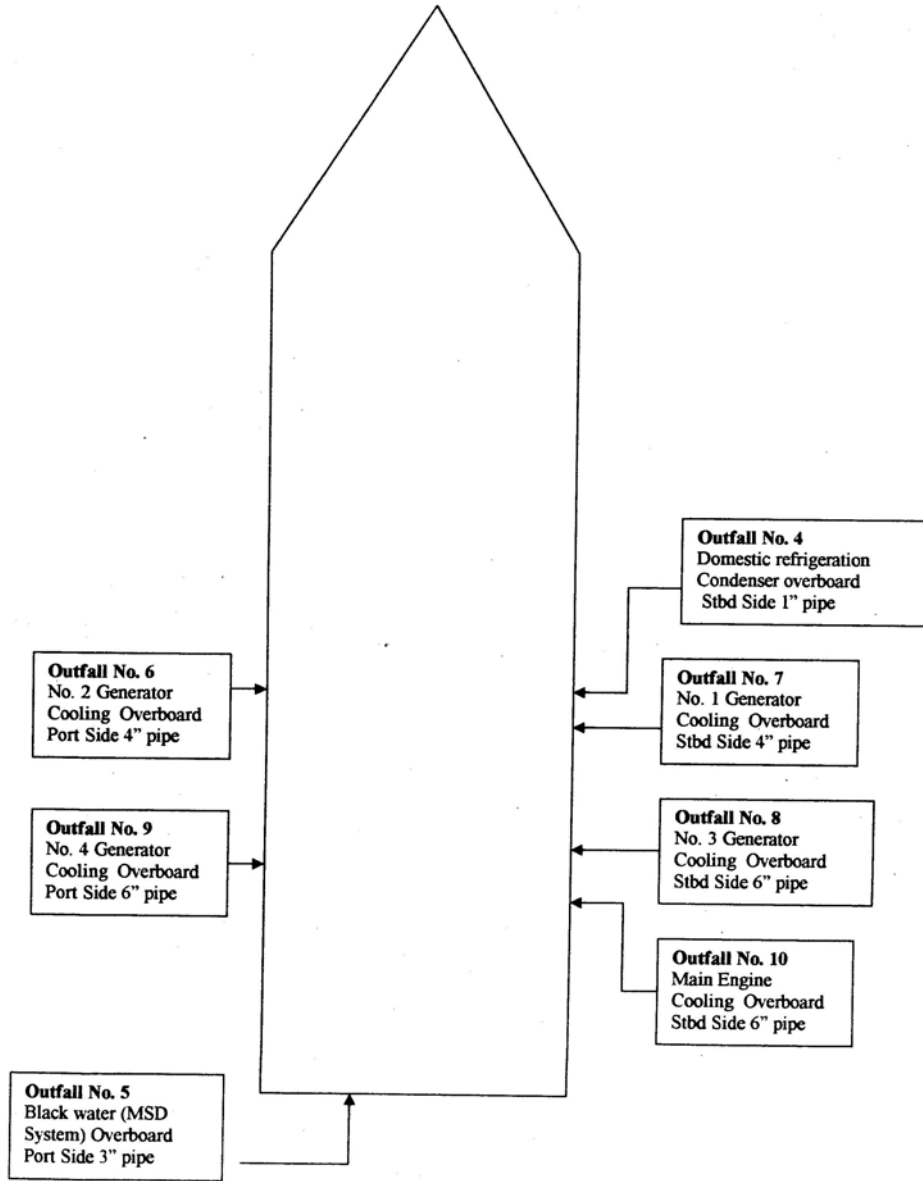 Outfall No. 4
Domestic refrigeration
Condenser overboard
Stbd Side 1” pipe
Outfall No. 6
No. 2 Generator
Cooling Overboard
Port Side 4” pipe
Outfall No. 7
No. 1 Generator
Cooling Overboard
Stbd Side 4” pipe
Outfall No. 9
No. 4 Generator
Cooling Overboard
Port Side 6” pipe
Outfall No. 8
No. 3 Generator
Cooling Overboard
Stbd Side 6” pipe
Outfall No. 10
Main Engine
Cooling Overboard
Stbd Side 6” pipe
Outfall No. 5
Black water (MSD
System) Overboard
Port Side 3” pipe